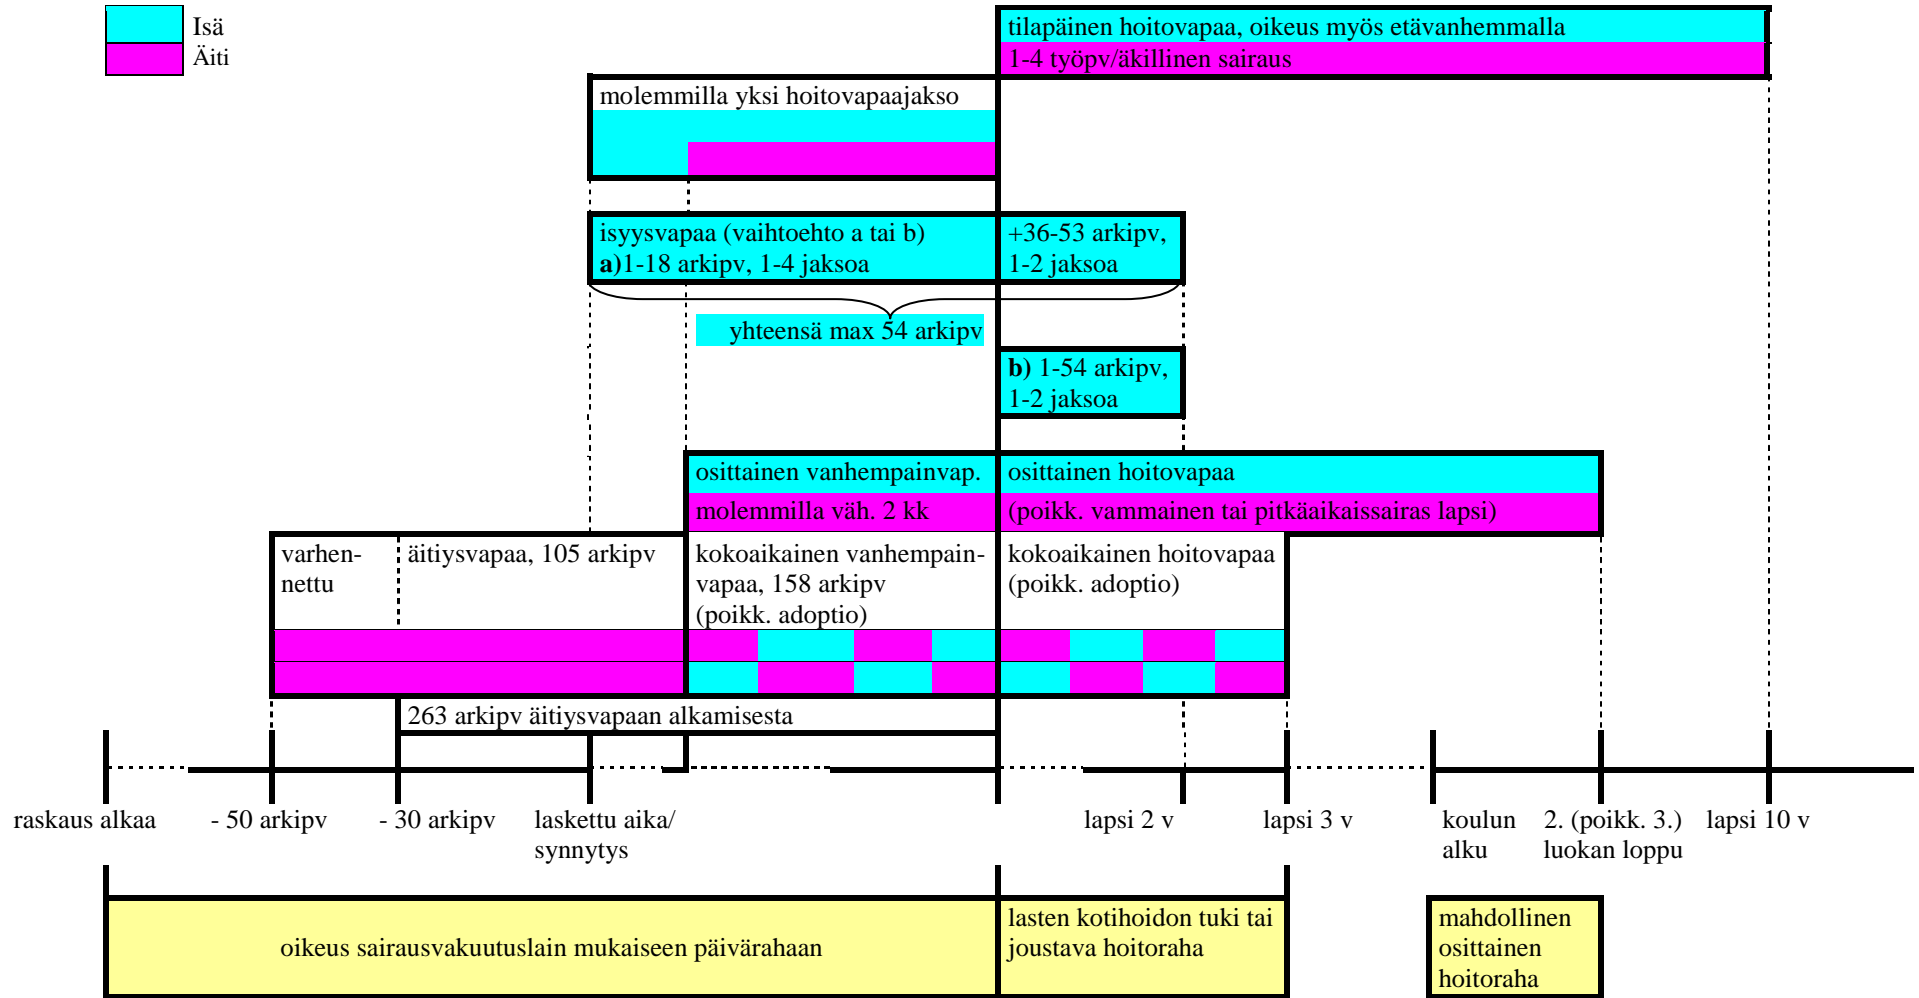 Isä
Äiti
tilapäinen hoitovapaa, oikeus myös etävanhemmalla
1-4 työpv/äkillinen sairaus
molemmilla yksi hoitovapaajakso
isyysvapaa (vaihtoehto a tai b)
a)1-18 arkipv, 1-4 jaksoa
+36-53 arkipv,
1-2 jaksoa
yhteensä max 54 arkipv
b) 1-54 arkipv,
1-2 jaksoa
osittainen vanhempainvap.
molemmilla väh. 2 kk
osittainen hoitovapaa
(poikk. vammainen tai pitkäaikaissairas lapsi)
varhen-
nettu
äitiysvapaa, 105 arkipv
kokoaikainen vanhempain-
vapaa, 158 arkipv
(poikk. adoptio)
kokoaikainen hoitovapaa
(poikk. adoptio)
263 arkipv äitiysvapaan alkamisesta
raskaus alkaa
- 50 arkipv
- 30 arkipv
laskettu aika/
synnytys
lapsi 2 v
lapsi 3 v
koulun
alku
2. (poikk. 3.)
luokan loppu
lapsi 10 v
oikeus sairausvakuutuslain mukaiseen päivärahaan
lasten kotihoidon tuki tai
joustava hoitoraha
mahdollinen
osittainen
hoitoraha